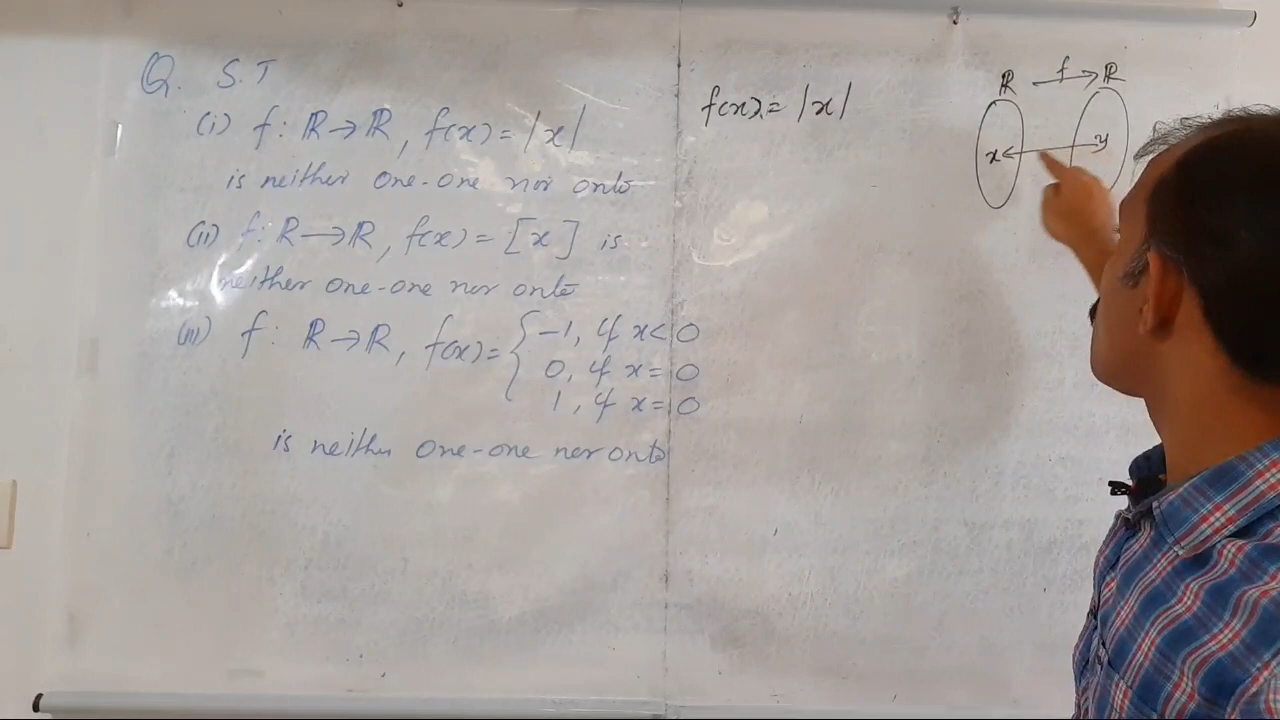 Q. S.T
(i) f: ℝ→ℝ, f(x) = |x|
is neither one-one nor onto
(ii) f: ℝ→ℝ, f(x) = [x] is
neither one-one nor onto
(iii) f: ℝ→ℝ, f(x) = { -1, if x<0
0, if x=0
1, if x=0
is neither one-one nor onto
f(x) = |x|
ℝ f→ ℝ
x ↔ y